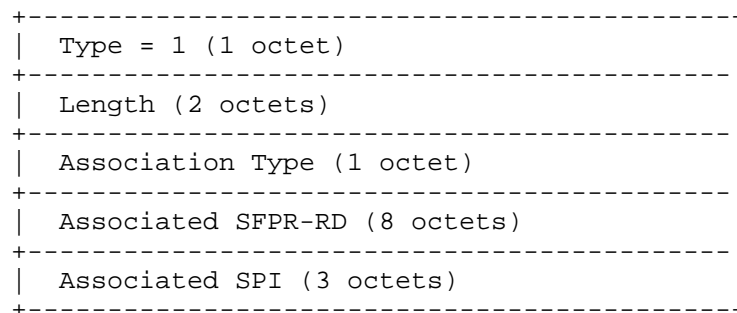 +--------------------------------------------
|  Type = 1 (1 octet)
+--------------------------------------------
|  Length (2 octets)
+--------------------------------------------
|  Association Type (1 octet)
+--------------------------------------------
|  Associated SFPR-RD (8 octets)
+--------------------------------------------
|  Associated SPI (3 octets)
+--------------------------------------------